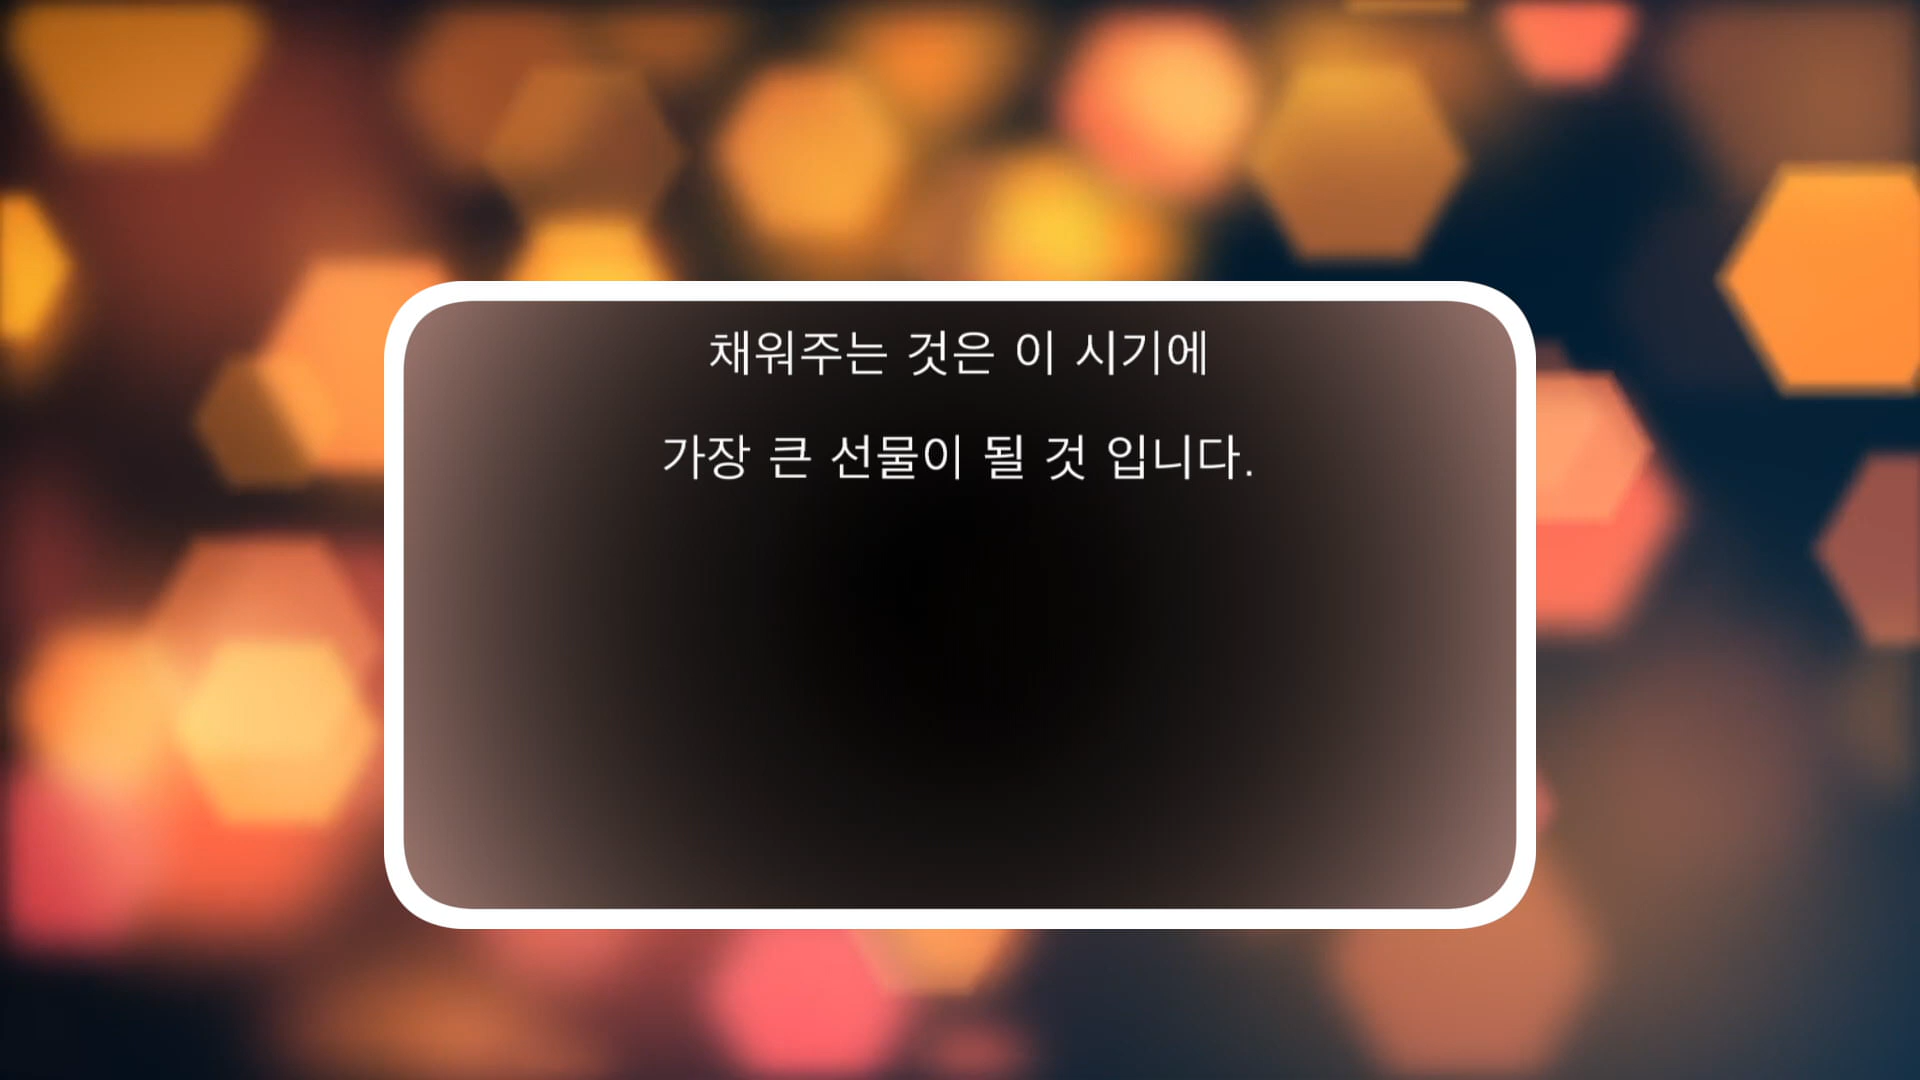 채워주는 것은 이 시기에
가장 큰 선물이 될 것 입니다.